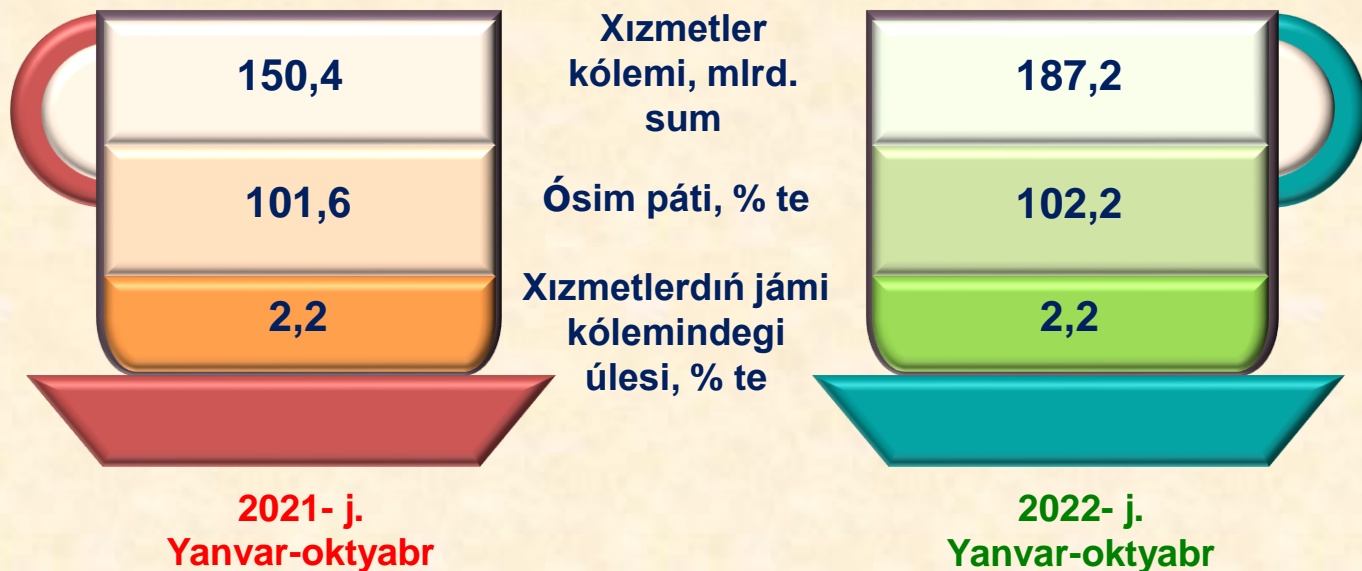 150,4
101,6
2,2
2021- j.
Yanvar-oktyabr
Xızmetler
kólemi, mlrd.
sum
Ósim páti, % te
Xızmetlerdıń jámi
kólemindegi
úlesi, % te
187,2
102,2
2,2
2022- j.
Yanvar-oktyabr